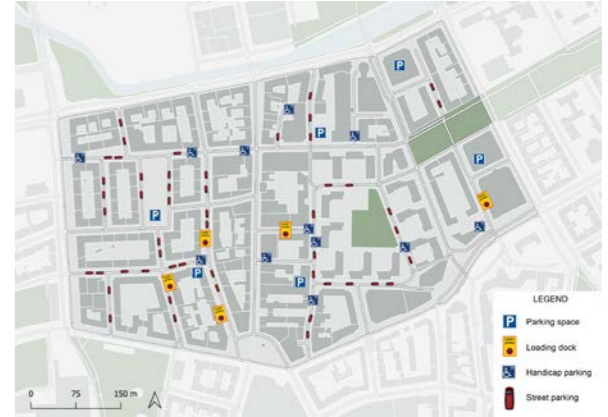 P
P
P
P
P
P
LEGEND
P Parking space
Loading dock
Handicap parking
Street parking
0 75 150 m